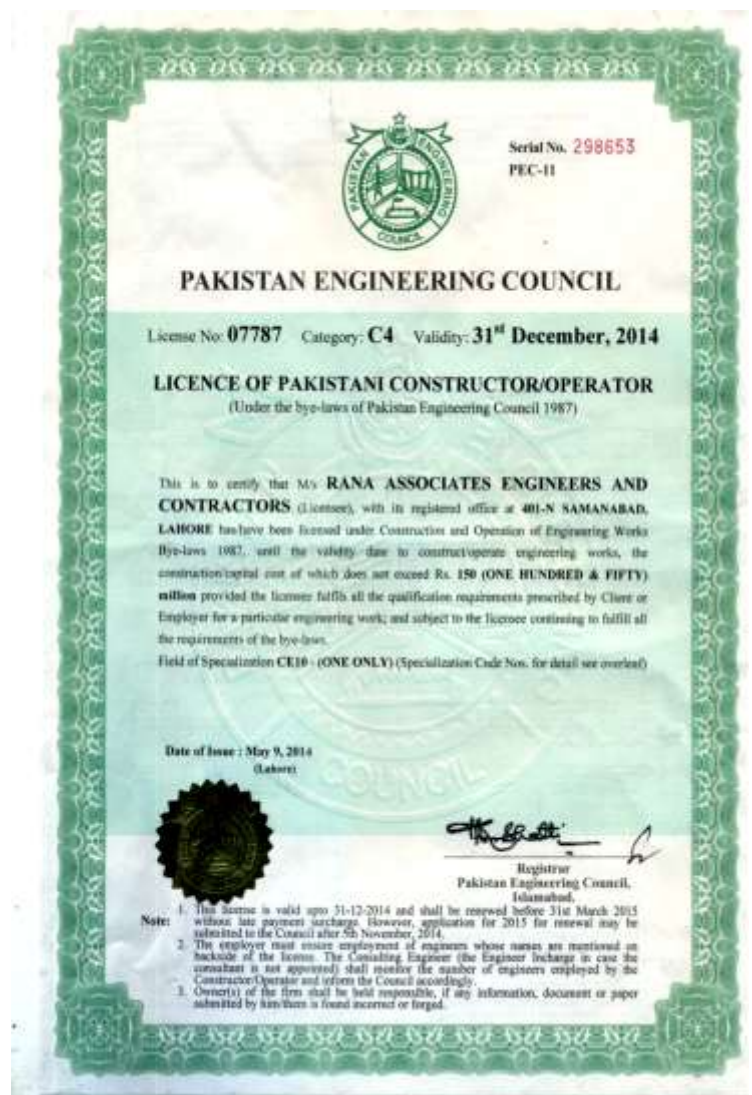 Serial No. 298653
PEC-11
PAKISTAN ENGINEERING
COUNCIL
PAKISTAN ENGINEERING COUNCIL
License No: 07787 Category: C4 Validity: 31st December, 2014
LICENCE OF PAKISTANI CONSTRUCTOR/OPERATOR
(Under the bye-laws of Pakistan Engineering Council 1987)
This is to certify that M/s RANA ASSOCIATES ENGINEERS AND
CONTRACTORS (Licensee), with its registered office at 401-N SAMANABAD,
LAHORE has/have been licensed under Construction and Operation of Engineering Works
Bye-laws 1987, until the validity date to construct/operate engineering works, the
construction/capital cost of which does not exceed Rs. 150 (ONE HUNDRED & FIFTY)
million provided the licensee fulfils all the qualification requirements prescribed by Client or
Employer for a particular engineering work; and subject to the licensee continuing to fulfill all
the requirements of the bye-laws.
Field of Specialization CE10 - (ONE ONLY) (Specialization Code Nos. for detail see overleaf)
Date of Issue : May 9, 2014
(Lahore)
COUNCIL
Registrar
Pakistan Engineering Council,
Islamabad.
Note: 1. This license is valid upto 31-12-2014 and shall be renewed before 31st March 2015
without late payment surcharge. However, application for 2015 for renewal may be
submitted to the Council after 5th November, 2014.
2. The employer must ensure employment of engineers whose names are mentioned on
backside of the license. The Consulting Engineer (the Engineer Incharge in case the
consultant is not appointed) shall monitor the number of engineers employed by the
Constructor/Operator and inform the Council accordingly.
3. Owner(s) of the firm shall be held responsible, if any information, document or paper
submitted by him/them is found incorrect or forged.